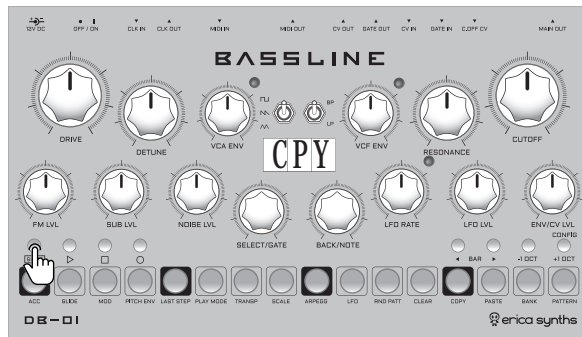 12V DC OFF / ON CLK IN CLK OUT MIDI IN MIDI OUT CV OUT GATE OUT CV IN GATE IN C.OFF CV MAIN OUT
BASSLINE
BP
LP
DRIVE DETUNE VCA ENV VCF ENV RESONANCE CUTOFF
CPY
FM LVL SUB LVL NOISE LVL SELECT/GATE BACK/NOTE LFO RATE LFO LVL ENV/CV LVL
CONFIG
BAR -1 OCT +1 OCT
ACC SLIDE MOD PITCH ENV LAST STEP PLAY MODE TRANSP SCALE ARPEGG LFO RND PATT CLEAR COPY PASTE BANK PATTERN
DB-01 erica synths